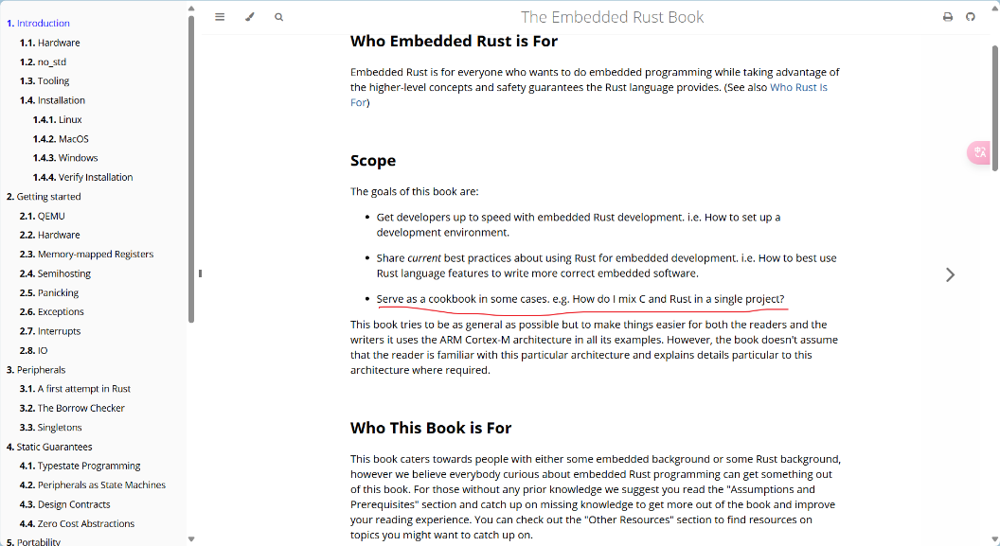 1. Introduction
1.1. Hardware
1.2. no_std
1.3. Tooling
1.4. Installation
1.4.1. Linux
1.4.2. MacOS
1.4.3. Windows
1.4.4. Verify Installation
2. Getting started
2.1. QEMU
2.2. Hardware
2.3. Memory-mapped Registers
2.4. Semihosting
2.5. Panicking
2.6. Exceptions
2.7. Interrupts
2.8. IO
3. Peripherals
3.1. A first attempt in Rust
3.2. The Borrow Checker
3.3. Singletons
4. Static Guarantees
4.1. Typestate Programming
4.2. Peripherals as State Machines
4.3. Design Contracts
4.4. Zero Cost Abstractions
5. Portability
The Embedded Rust Book
Who Embedded Rust is For
Embedded Rust is for everyone who wants to do embedded programming while taking advantage of
the higher-level concepts and safety guarantees the Rust language provides. (See also Who Rust Is
For)
Scope
The goals of this book are:
• Get developers up to speed with embedded Rust development. i.e. How to set up a
development environment.
• Share current best practices about using Rust for embedded development. i.e. How to best use
Rust language features to write more correct embedded software.
• Serve as a cookbook in some cases. e.g. How do I mix C and Rust in a single project?
This book tries to be as general as possible but to make things easier for both the readers and the
writers it uses the ARM Cortex-M architecture in all its examples. However, the book doesn't assume
that the reader is familiar with this particular architecture and explains details particular to this
architecture where required.
Who This Book is For
This book caters towards people with either some embedded background or some Rust background,
however we believe everybody curious about embedded Rust programming can get something out
of this book. For those without any prior knowledge we suggest you read the "Assumptions and
Prerequisites" section and catch up on missing knowledge to get more out of the book and improve
your reading experience. You can check out the "Other Resources" section to find resources on
topics you might want to catch up on.